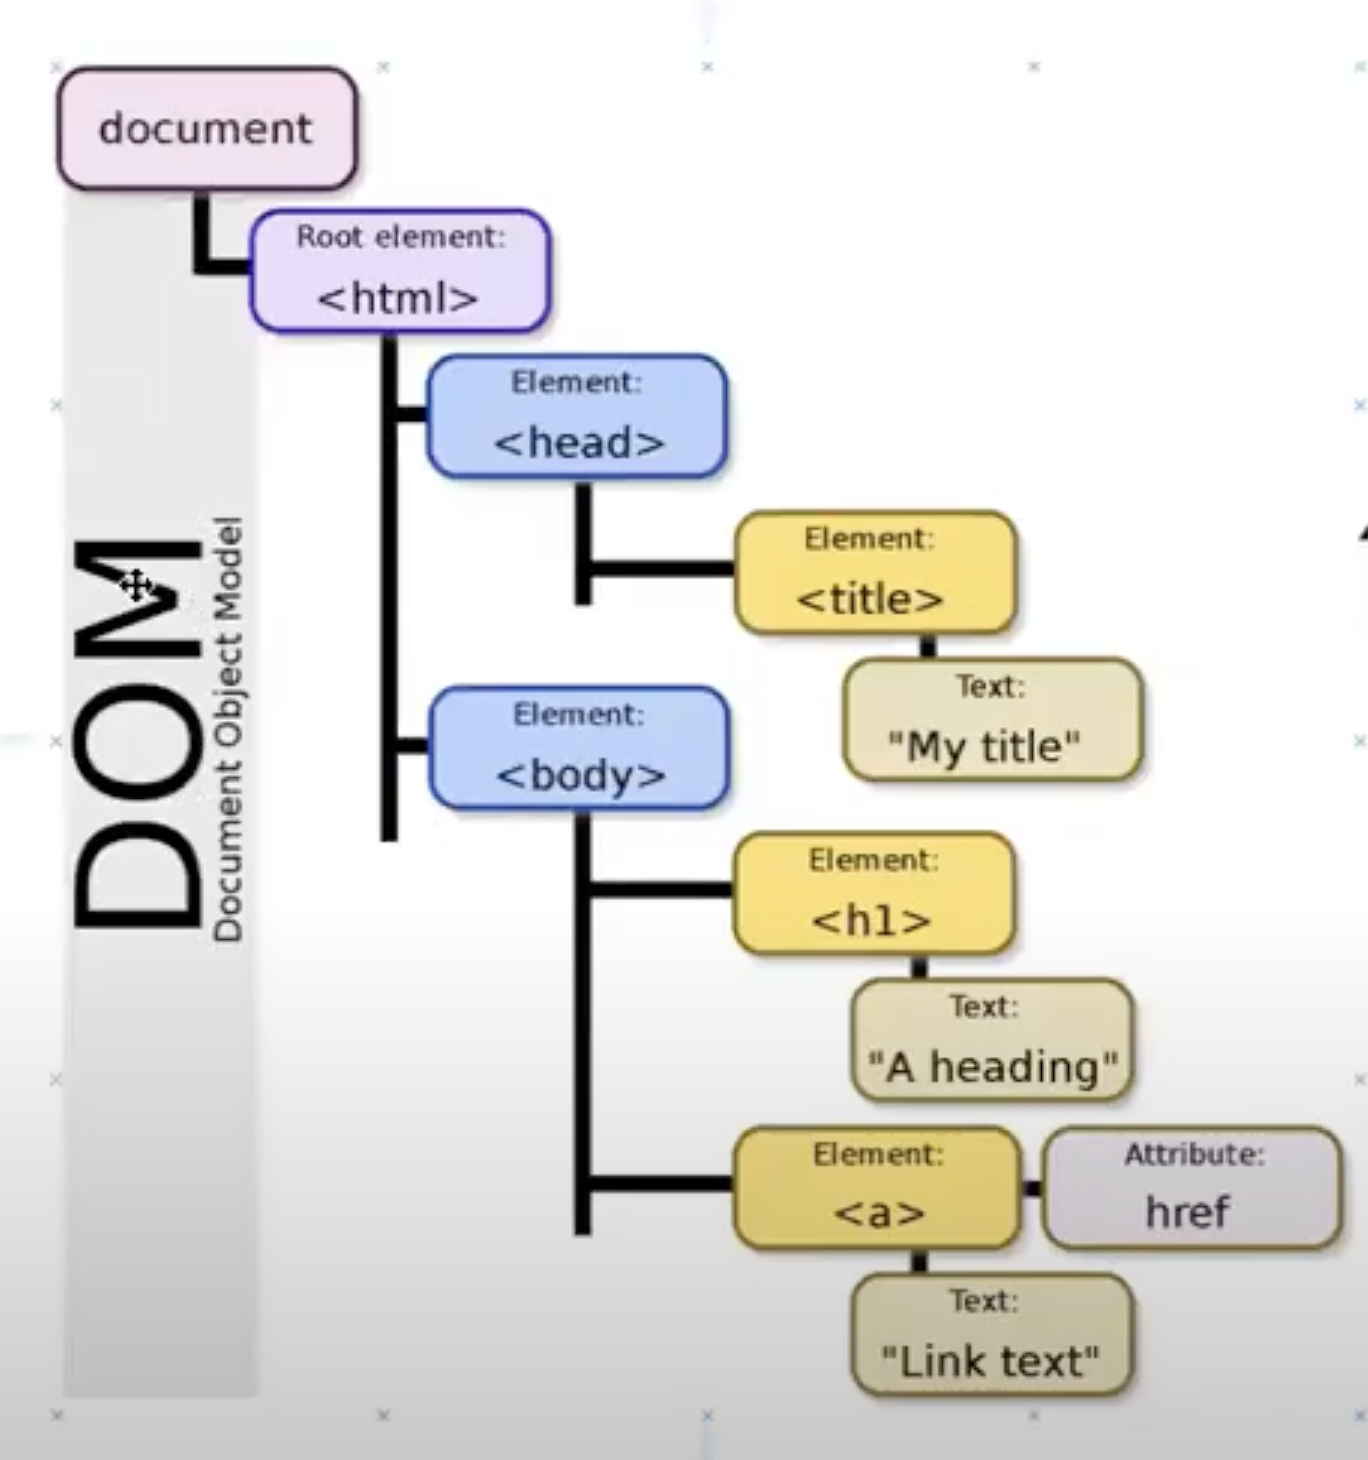 document
Root element:
<html>
Element:
<head>
Element:
<title>
Text:
"My title"
Element:
<body>
Element:
<h1>
Text:
"A heading"
Element:
<a>
Attribute:
href
Text:
"Link text"
DOM
Document Object Model